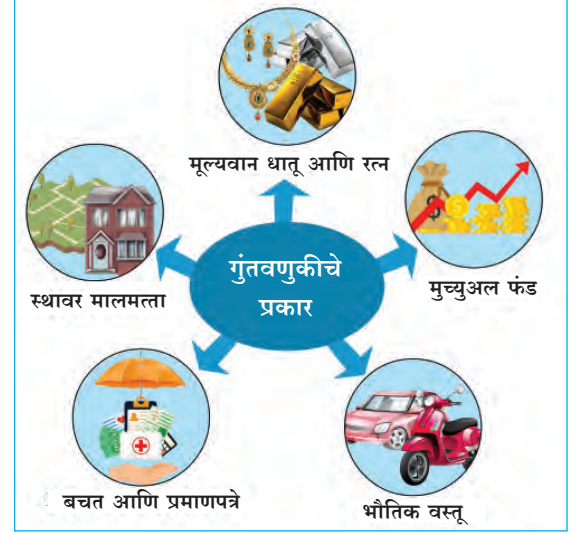 मूल्यवान धातू आणि रत्न
मुच्युअल फंड
गुंतवणुकीचे
प्रकार
स्थावर मालमत्ता
बचत आणि प्रमाणपत्रे
भौतिक वस्तू